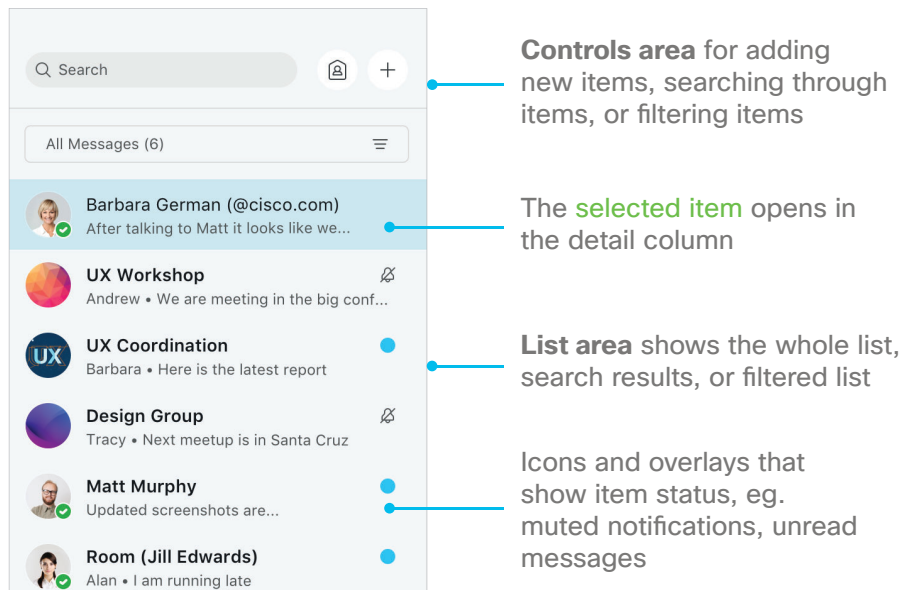 Search
All Messages (6)
Barbara German (@cisco.com)
After talking to Matt it looks like we...
UX Workshop
Andrew • We are meeting in the big conf...
UX
UX Coordination
Barbara • Here is the latest report
Design Group
Tracy • Next meetup is in Santa Cruz
Matt Murphy
Updated screenshots are...
Room (Jill Edwards)
Alan • I am running late
Controls area for adding
new items, searching through
items, or filtering items
The selected item opens in
the detail column
List area shows the whole list,
search results, or filtered list
Icons and overlays that
show item status, eg.
muted notifications, unread
messages